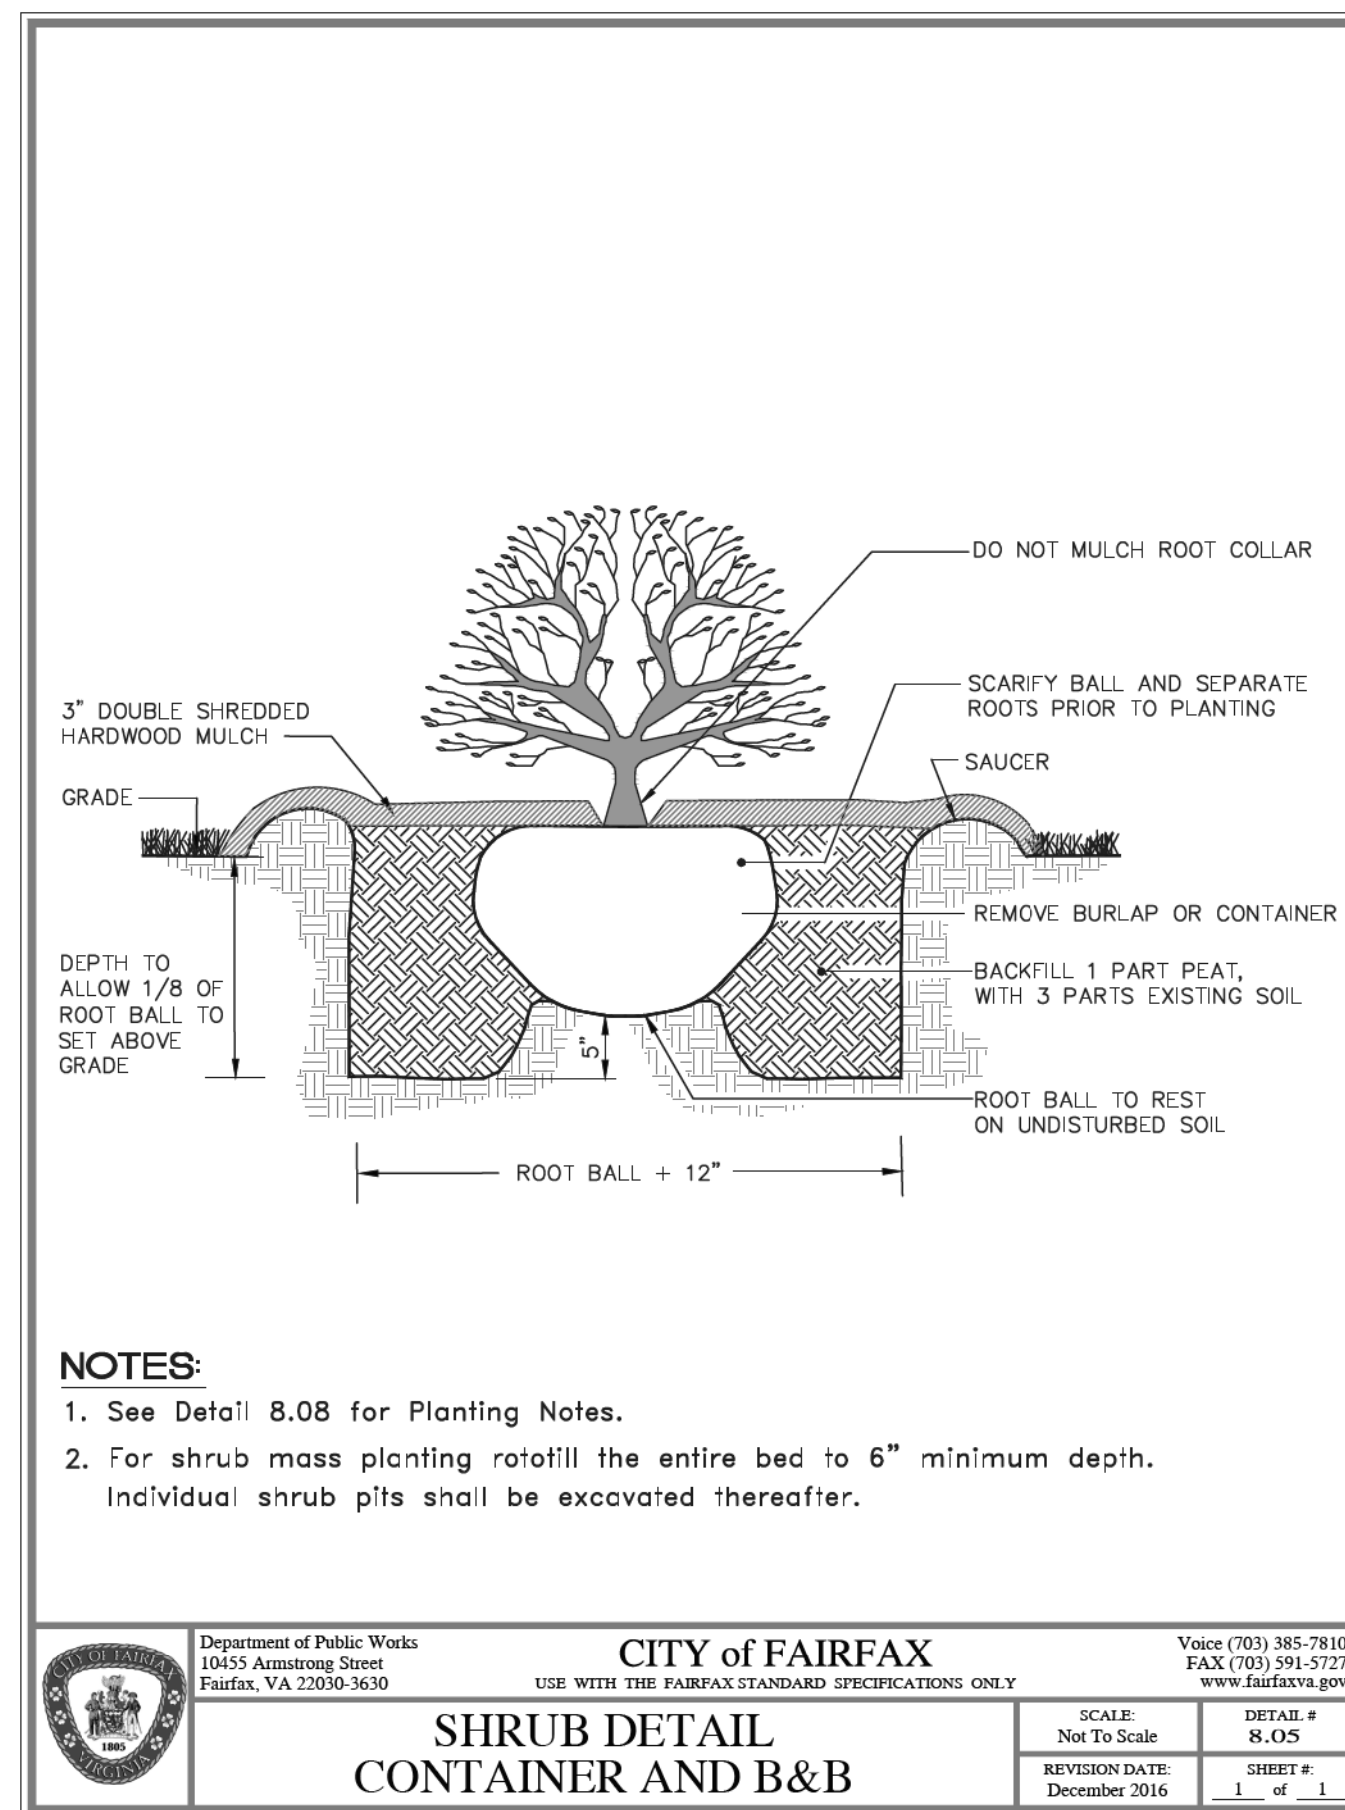 DO NOT MULCH ROOT COLLAR
SCARIFY BALL AND SEPARATE
ROOTS PRIOR TO PLANTING
3" DOUBLE SHREDDED
HARDWOOD MULCH
SAUCER
GRADE
REMOVE BURLAP OR CONTAINER
DEPTH TO
ALLOW 1/8 OF
ROOT BALL TO
SET ABOVE
GRADE
BACKFILL 1 PART PEAT,
WITH 3 PARTS EXISTING SOIL
5"
ROOT BALL TO REST
ON UNDISTURBED SOIL
ROOT BALL + 12"
NOTES:
1. See Detail 8.08 for Planting Notes.
2. For shrub mass planting rototill the entire bed to 6" minimum depth.
Individual shrub pits shall be excavated thereafter.
CITY OF FAIRFAX
1805
VIRGINIA
Department of Public Works
10455 Armstrong Street
Fairfax, VA 22030-3630
CITY of FAIRFAX
USE WITH THE FAIRFAX STANDARD SPECIFICATIONS ONLY
Voice (703) 385-7810
FAX (703) 591-5727
www.fairfaxva.gov
SHRUB DETAIL
CONTAINER AND B&B
SCALE:
Not To Scale
DETAIL #
8.05
REVISION DATE:
December 2016
SHEET #:
1 of 1